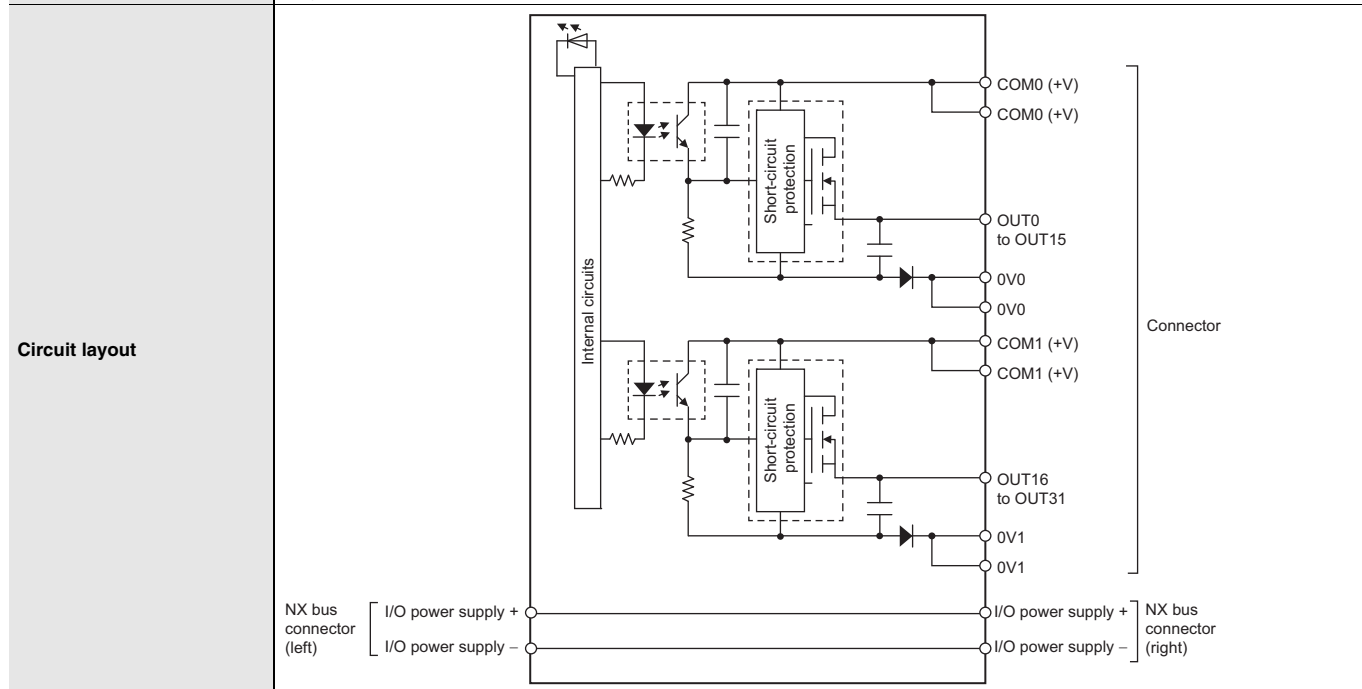 Circuit layout
Internal circuits
Short-circuit
protection
COM0 (+V)
COM0 (+V)
OUT0
to OUT15
0V0
0V0
Short-circuit
protection
COM1 (+V)
COM1 (+V)
OUT16
to OUT31
0V1
0V1
Connector
NX bus
connector
(left)
I/O power supply +
I/O power supply –
I/O power supply +
I/O power supply –
NX bus
connector
(right)